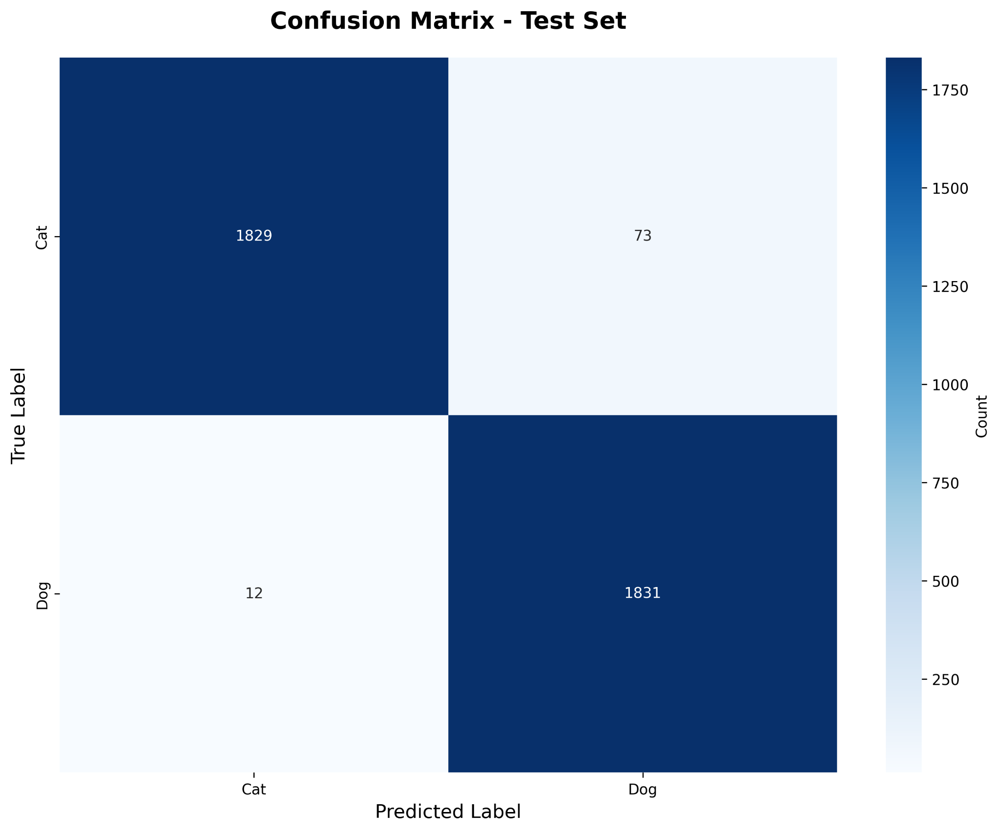 Confusion Matrix - Test Set
True Label
Cat
1829
73
Dog
12
1831
Cat
Dog
Predicted Label
1750
1500
1250
1000
750
500
250
Count